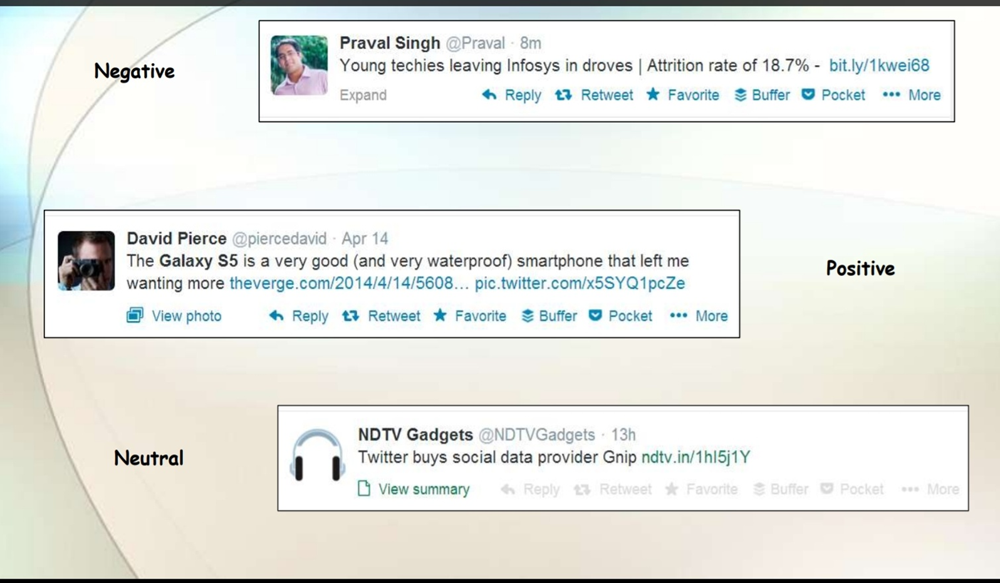 Negative
Praval Singh @Praval · 8m
Young techies leaving Infosys in droves | Attrition rate of 18.7% - bit.ly/1kwei68
Expand Reply Retweet Favorite Buffer Pocket More
David Pierce @piercedavid · Apr 14
The Galaxy S5 is a very good (and very waterproof) smartphone that left me
wanting more theverge.com/2014/4/14/5608... pic.twitter.com/x5SYQ1pcZe
View photo Reply Retweet Favorite Buffer Pocket More
Positive
Neutral
NDTV Gadgets @NDTVGadgets · 13h
Twitter buys social data provider Gnip ndtv.in/1hl5j1Y
View summary Reply Retweet Favorite Buffer Pocket More